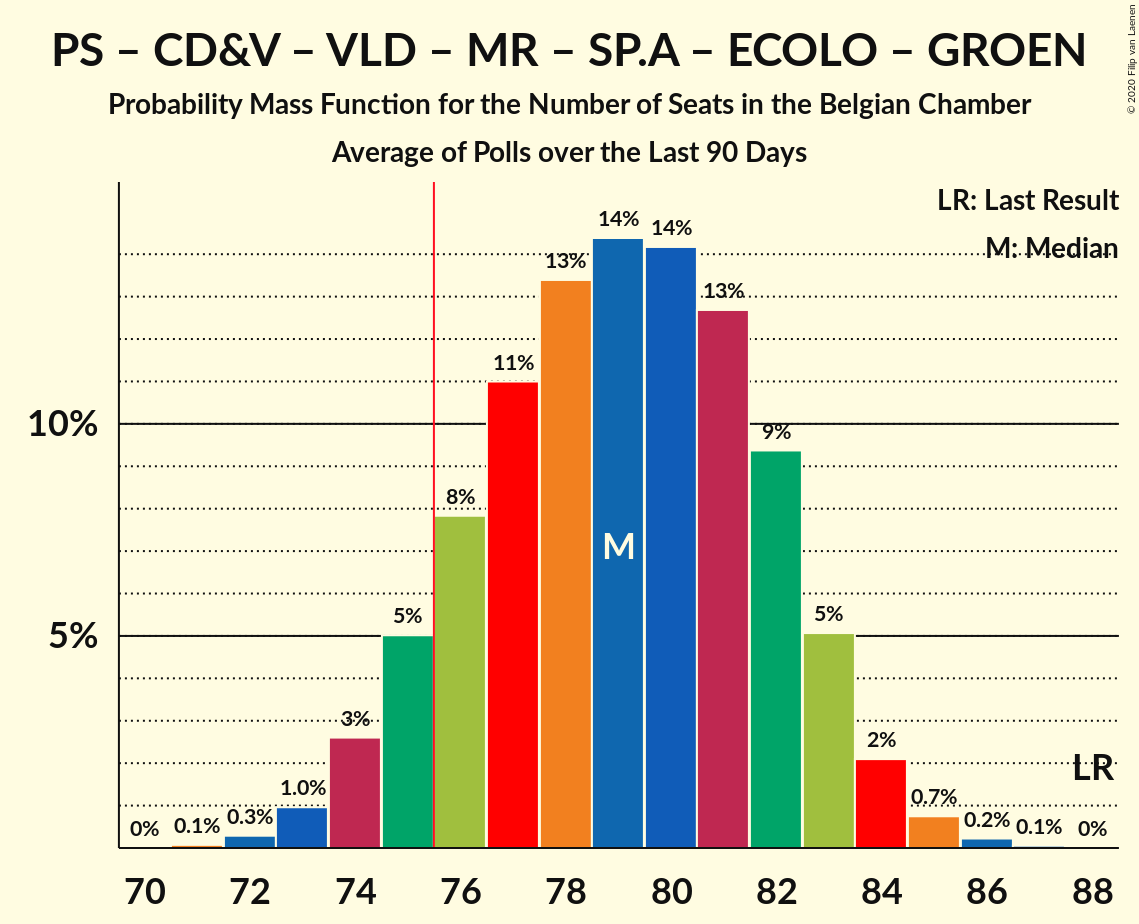 PS – CD&V – VLD – MR – SP.A – ECOLO – GROEN
Probability Mass Function for the Number of Seats in the Belgian Chamber
Average of Polls over the Last 90 Days
© 2020 Filip van Laenen
LR: Last Result
M: Median
10%
5%
0% 0.1% 0.3% 1.0% 3% 5% 8% 11% 13% 14% 14% 13% 9% 5% 2% 0.7% 0.2% 0.1% 0%
M
LR
70 72 74 76 78 80 82 84 86 88